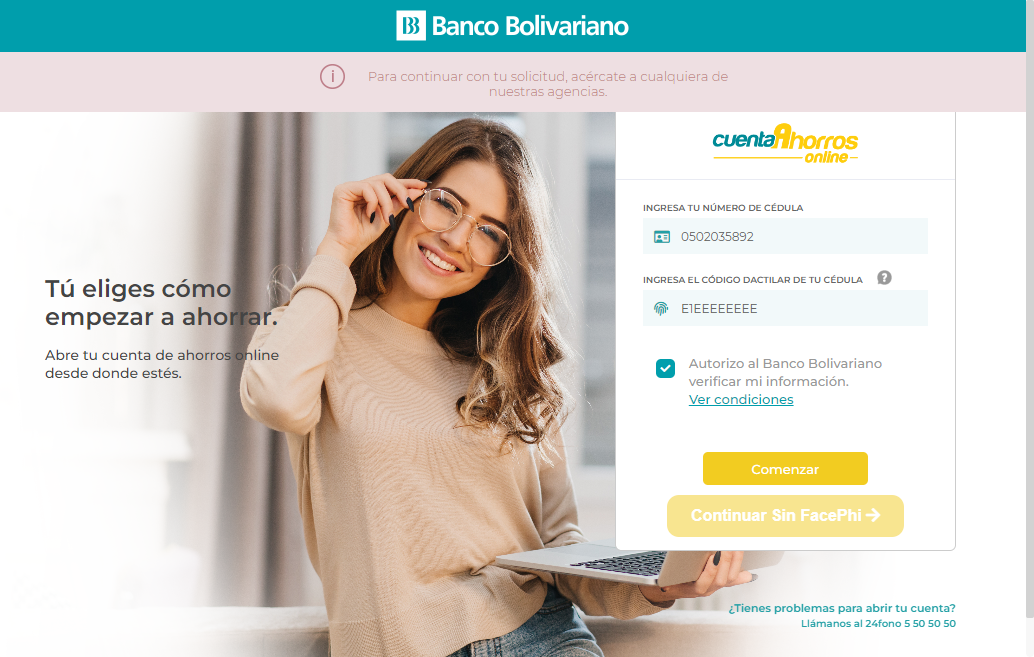 Banco Bolivariano
Para continuar con tu solicitud, acércate a cualquiera de
nuestras agencias.
cuentaAhorros
online
INGRESA TU NÚMERO DE CÉDULA
0502035892
INGRESA EL CÓDIGO DACTILAR DE TU CÉDULA
E1EEEEEEEE
Autorizo al Banco Bolivariano
verificar mi información.
Ver condiciones
Comenzar
Continuar Sin FacePhi
Tú eliges cómo
empezar a ahorrar.
Abre tu cuenta de ahorros online
desde donde estés.
¿Tienes problemas para abrir tu cuenta?
Llámanos al 24fono 5 50 50 50